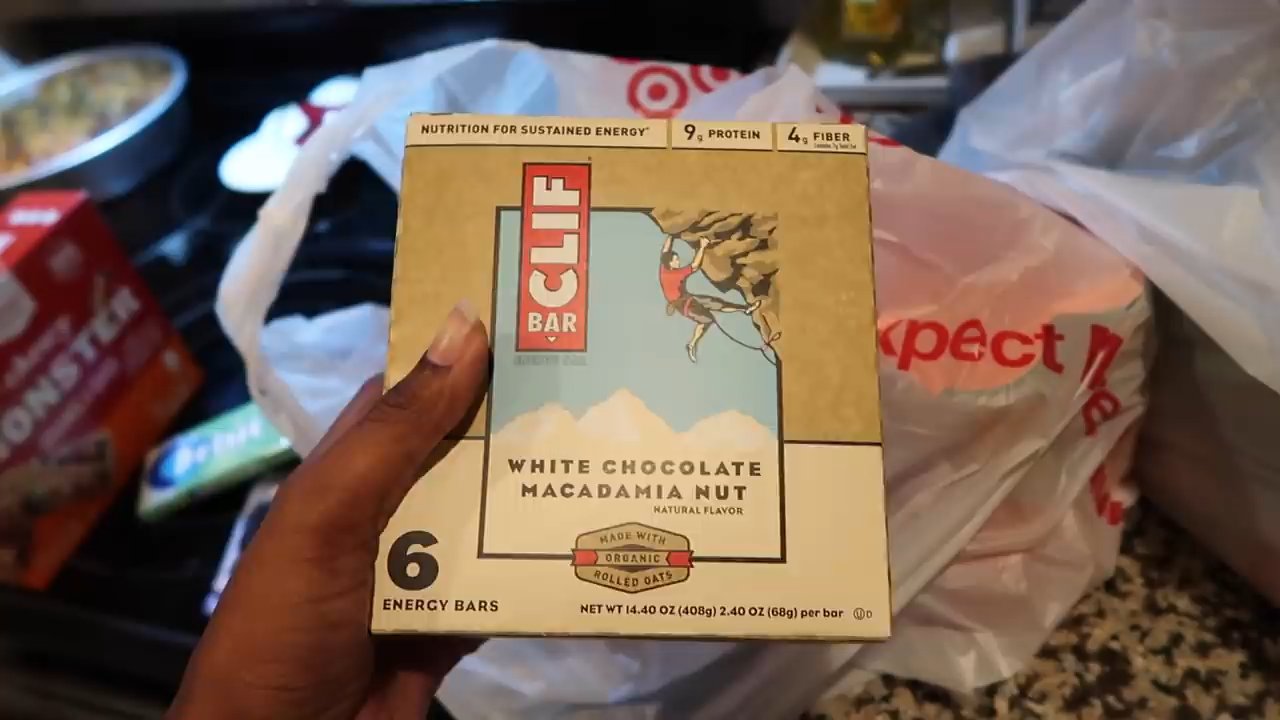 NUTRITION FOR SUSTAINED ENERGY*
9g PROTEIN
4g FIBER
CLIF
BAR
WHITE CHOCOLATE
MACADAMIA NUT
NATURAL FLAVOR
MADE WITH
ORGANIC
ROLLED OATS
6
ENERGY BARS
NET WT 14.40 OZ (408g) 2.40 OZ (68g) per bar
U D
xpect
ONSTER